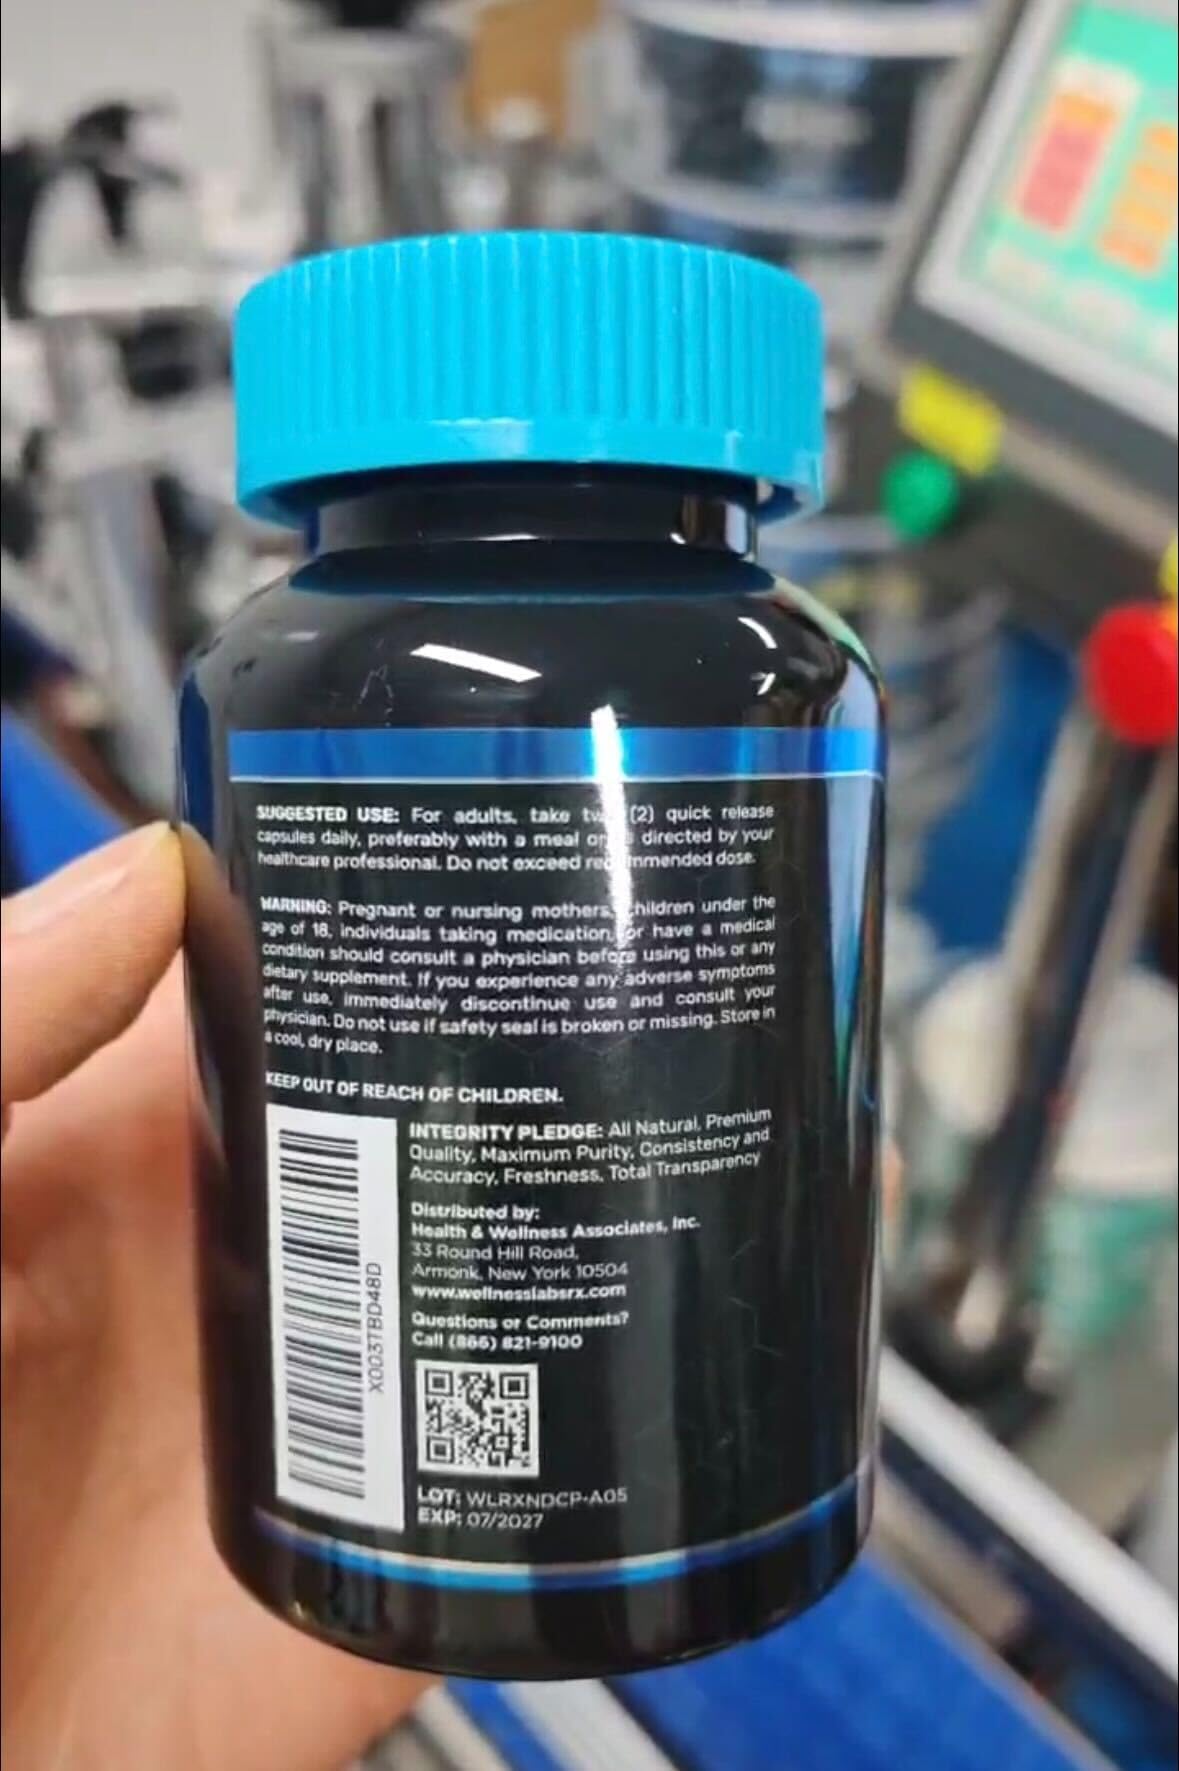 SUGGESTED USE: For adults, take (2) quick release
capsules daily, preferably with a meal directed by your
healthcare professional. Do not exceed recommended dose.
WARNING: Pregnant or nursing mothers, children under the
age of 18, individuals taking medication, or have a medical
condition should consult a physician before using this or any
dietary supplement. If you experience any adverse symptoms
after use, immediately discontinue use and consult your
physician. Do not use if safety seal is broken or missing. Store in
a cool, dry place.
KEEP OUT OF REACH OF CHILDREN.
INTEGRITY PLEDGE: All Natural, Premium
Quality, Maximum Purity, Consistency and
Accuracy, Freshness, Total Transparency
Distributed by:
Health & Wellness Associates, Inc.
33 Round Hill Road,
Armonk, New York 10504
www.wellnesslabsrx.com
Questions or Comments?
Call (866) 821-9100
X0031BD48D
LOT: WLRXNDCP-A05
EXP: 07/2027